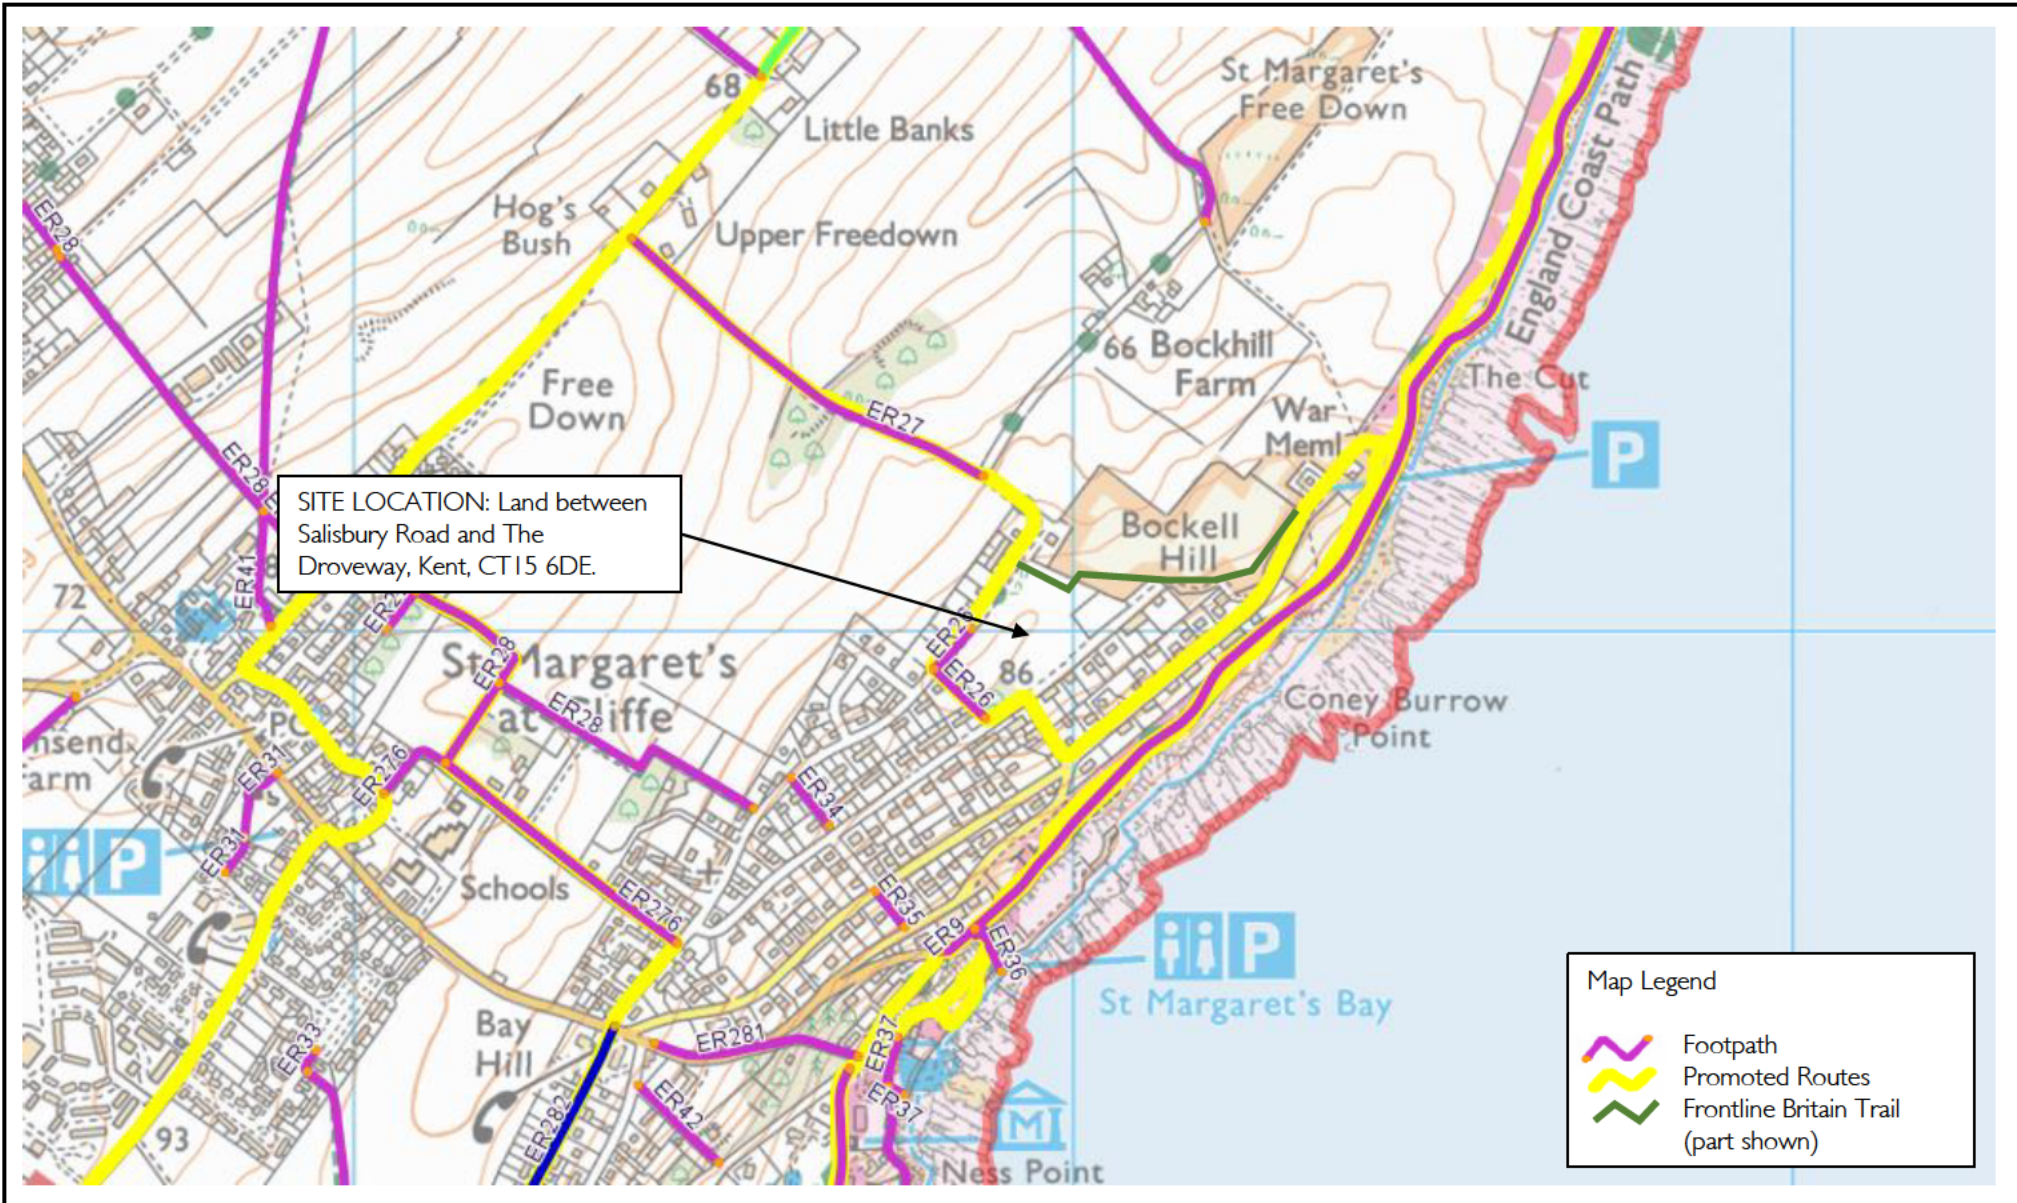 68
Little Banks
St Margaret's
Free Down
England Coast Path
Hog's
Bush
Upper Freedown
ER28
66 Bockhill
Farm
The Cut
Free
Down
ER27
War
Meml
P
ER28
SITE LOCATION: Land between
Salisbury Road and The
Droveway, Kent, CT15 6DE.
Bockell
Hill
ER41
72
ER26
86
St Margaret's
at Cliffe
ER28
ER28
Coney Burrow
Point
PC
ER31
ER276
ER34
ER31
P
Schools
ER276
ER35
ER9
ER36
P
St Margaret's Bay
Bay
Hill
ER281
ER37
ER33
ER37
ER42
ER282
M
93
Ness Point
Map Legend
Footpath
Promoted Routes
Frontline Britain Trail
(part shown)